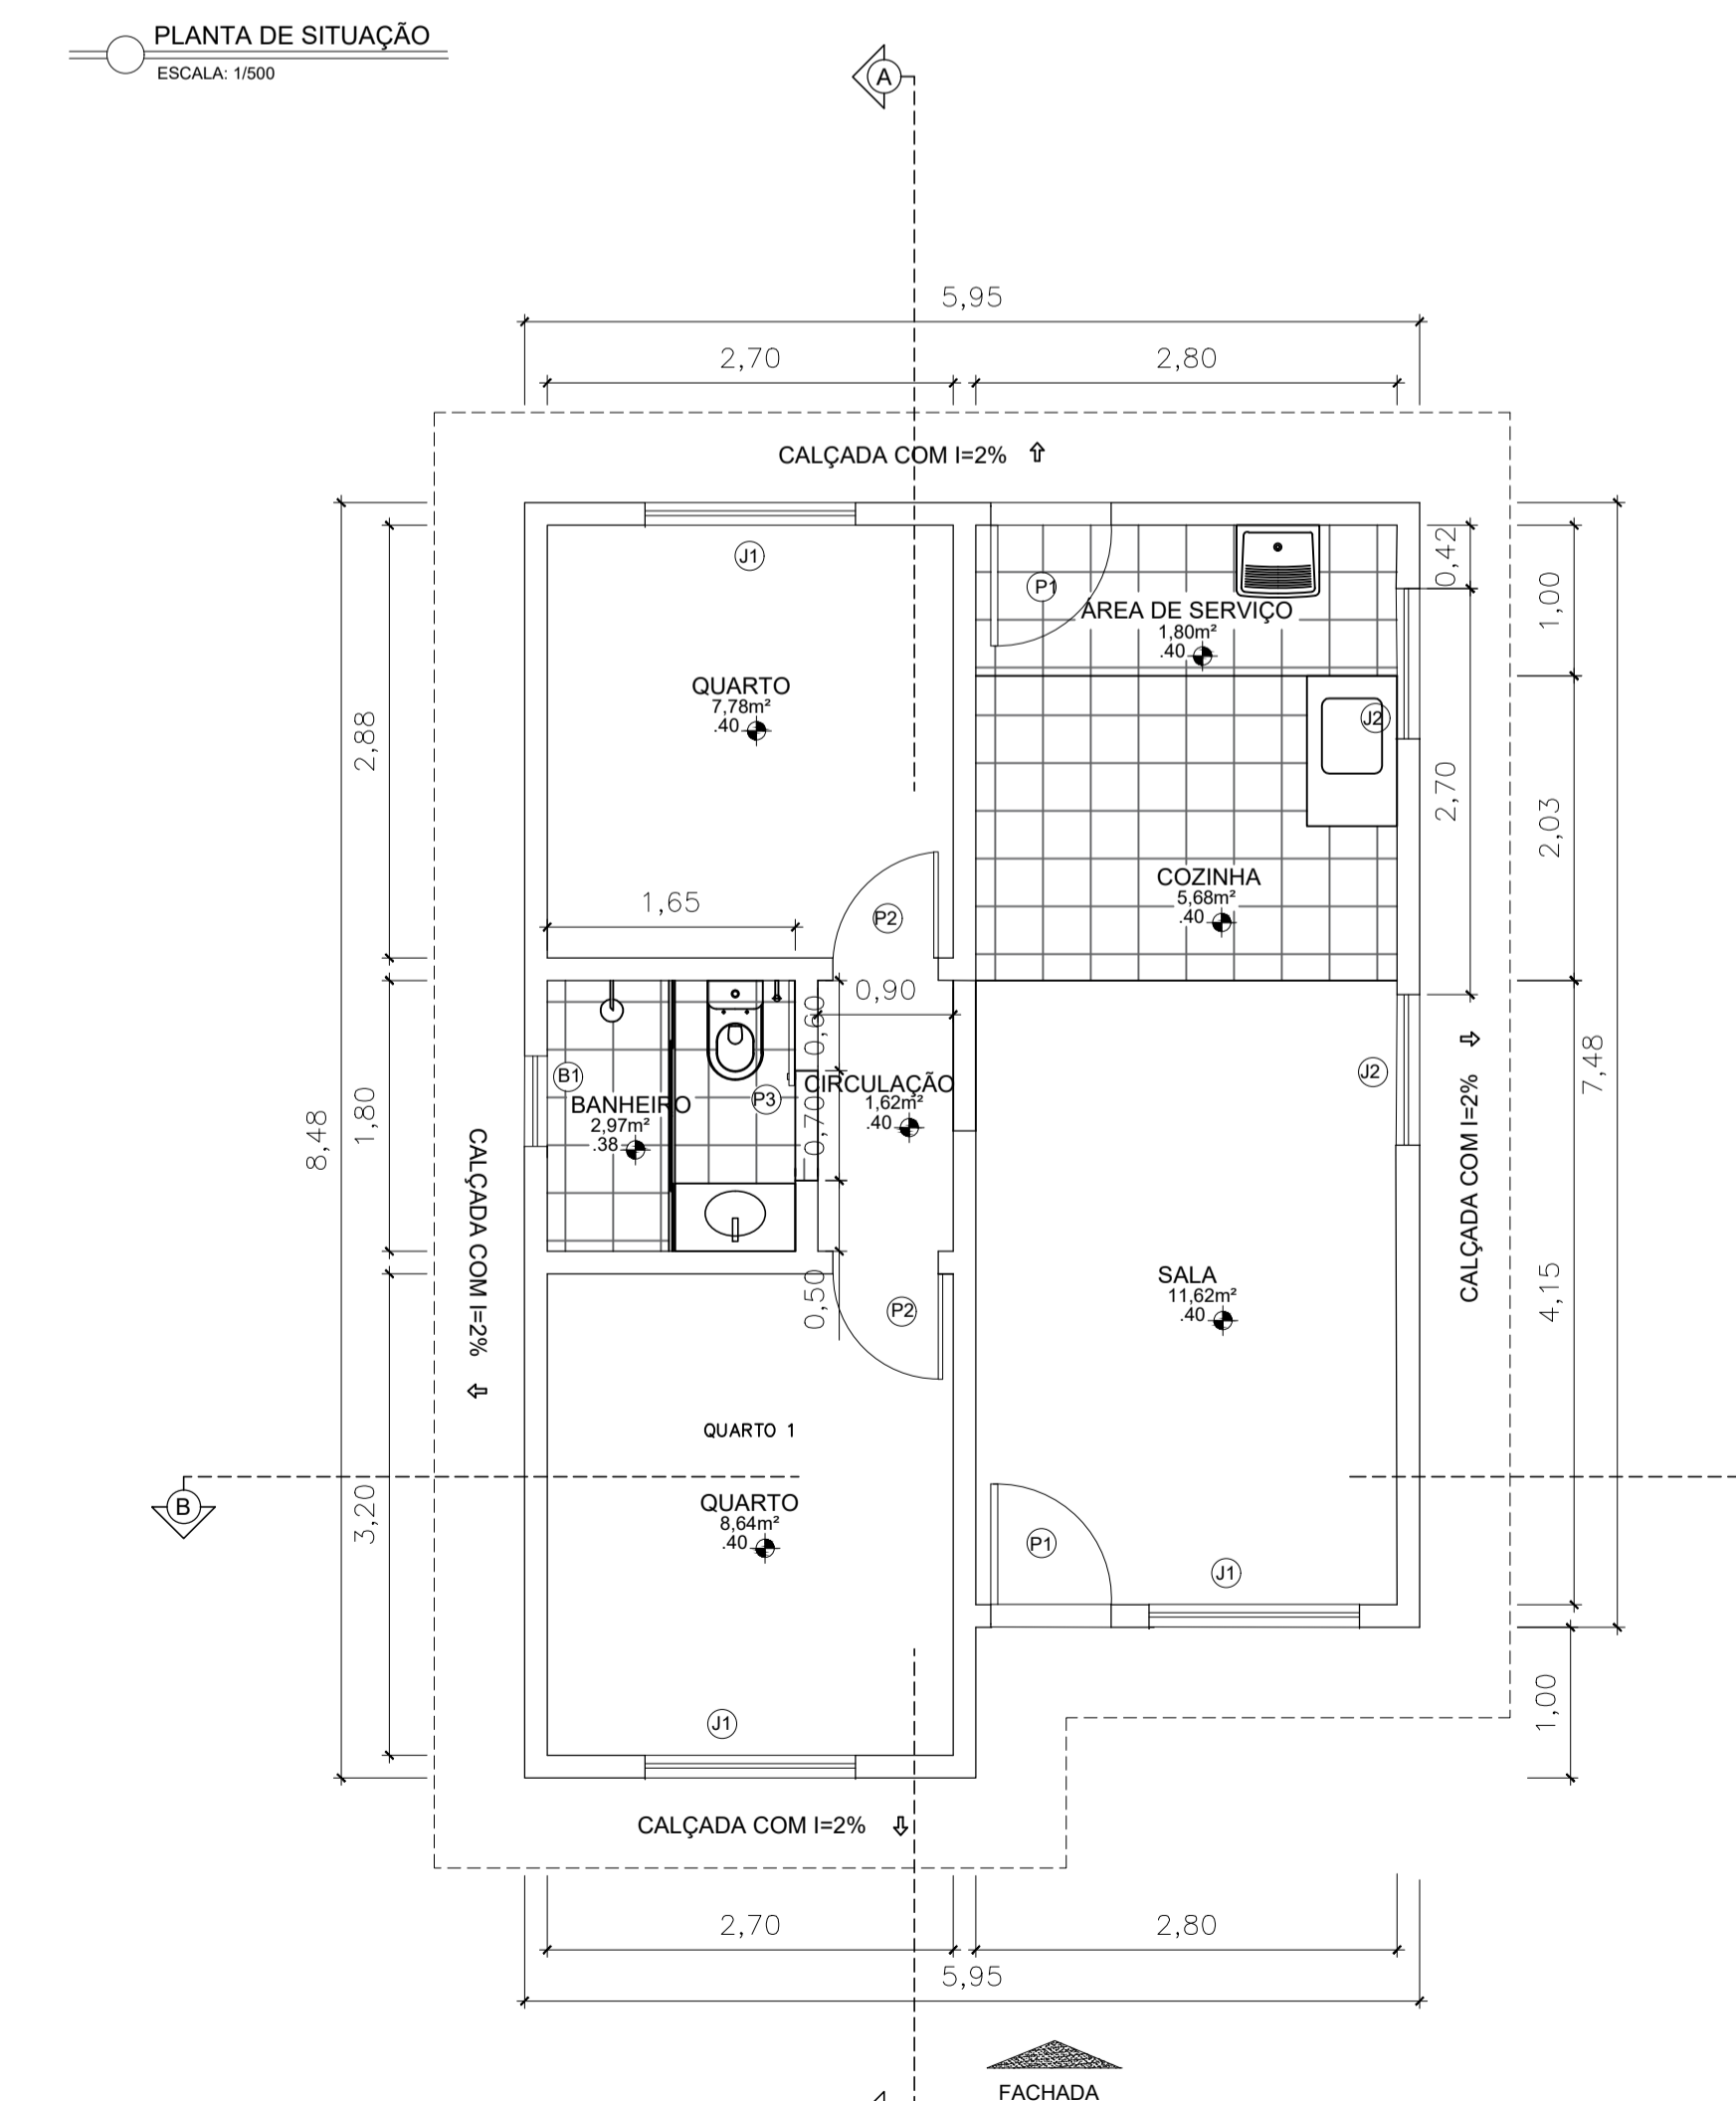 PLANTA DE SITUAÇÃO
ESCALA: 1/500
A
5,95
2,70
2,80
CALÇADA COM I=2%
J1
P1
0,42
1,00
ÁREA DE SERVIÇO
1,80m²
.40
QUARTO
7,78m²
.40
J2
2,88
2,70
2,03
COZINHA
5,68m²
.40
1,65
P2
0,90
0,60
7,48
J2
B1
P3
CIRCULAÇÃO
1,62m²
.40
BANHEIRO
2,97m²
.38
0,70
1,80
8,48
CALÇADA COM I=2%
CALÇADA COM I=2%
SALA
11,62m²
.40
0,50
P2
4,15
QUARTO 1
B
3,20
QUARTO
8,64m²
.40
P1
J1
1,00
J1
CALÇADA COM I=2%
2,70
2,80
5,95
FACHADA